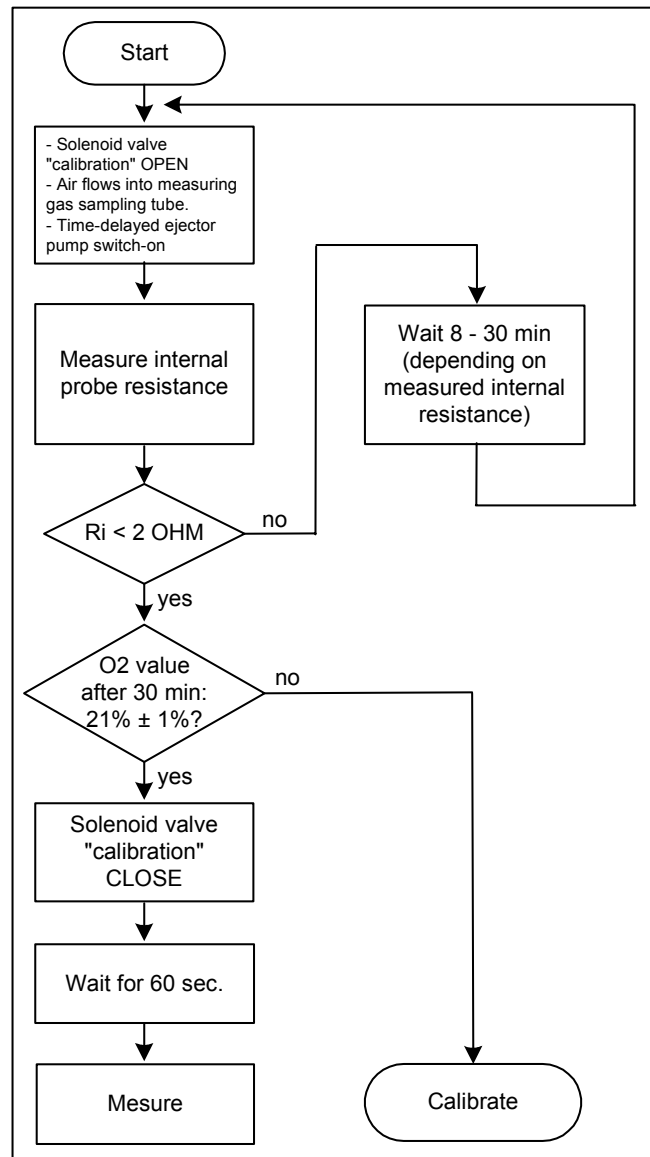 Start
- Solenoid valve
"calibration" OPEN
- Air flows into measuring
gas sampling tube.
- Time-delayed ejector
pump switch-on
Measure internal
probe resistance
Wait 8 - 30 min
(depending on
measured internal
resistance)
Ri < 2 OHM
no
yes
O2 value
after 30 min:
21% ± 1%?
no
yes
Solenoid valve
"calibration"
CLOSE
Wait for 60 sec.
Mesure
Calibrate